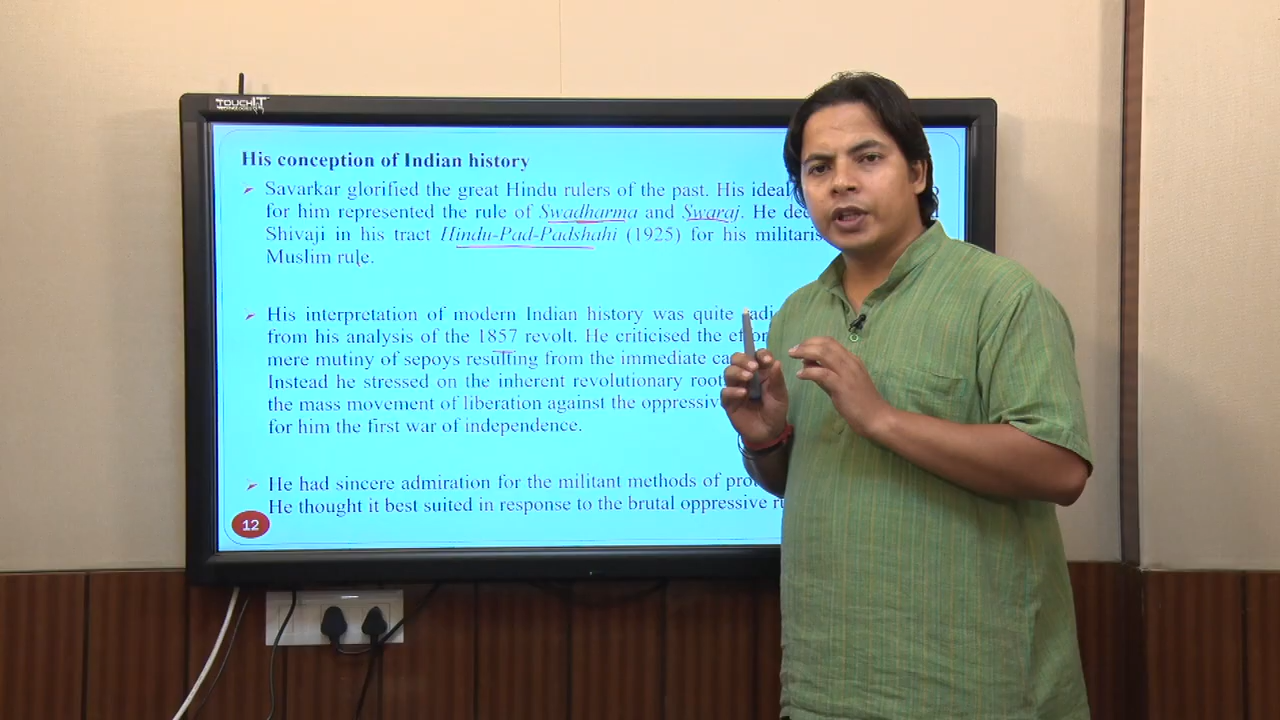 TOUCHIT
His conception of Indian history
Savarkar glorified the great Hindu rulers of the past. His ideal
for him represented the rule of Swadharma and Swaraj. He
Shivaji in his tract Hindu-Pad-Padshahi (1925) for his
Muslim rule.
His interpretation of modern Indian history was quite
from his analysis of the 1857 revolt. He criticised the
mere mutiny of sepoys resulting from the immediate
Instead he stressed on the inherent revolutionary
the mass movement of liberation against the
for him the first war of independence.
He had sincere admiration for the militant methods of
He thought it best suited in response to the brutal oppressive
12